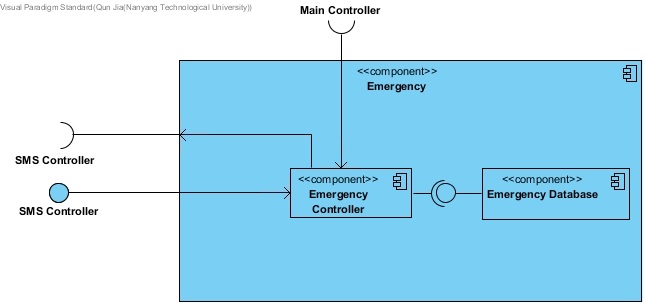 Visual Paradigm Standard(Qun Jia(Nanyang Technological University))
Main Controller
<<component>>
Emergency
SMS Controller
SMS Controller
<<component>>
Emergency
Controller
<<component>>
Emergency Database